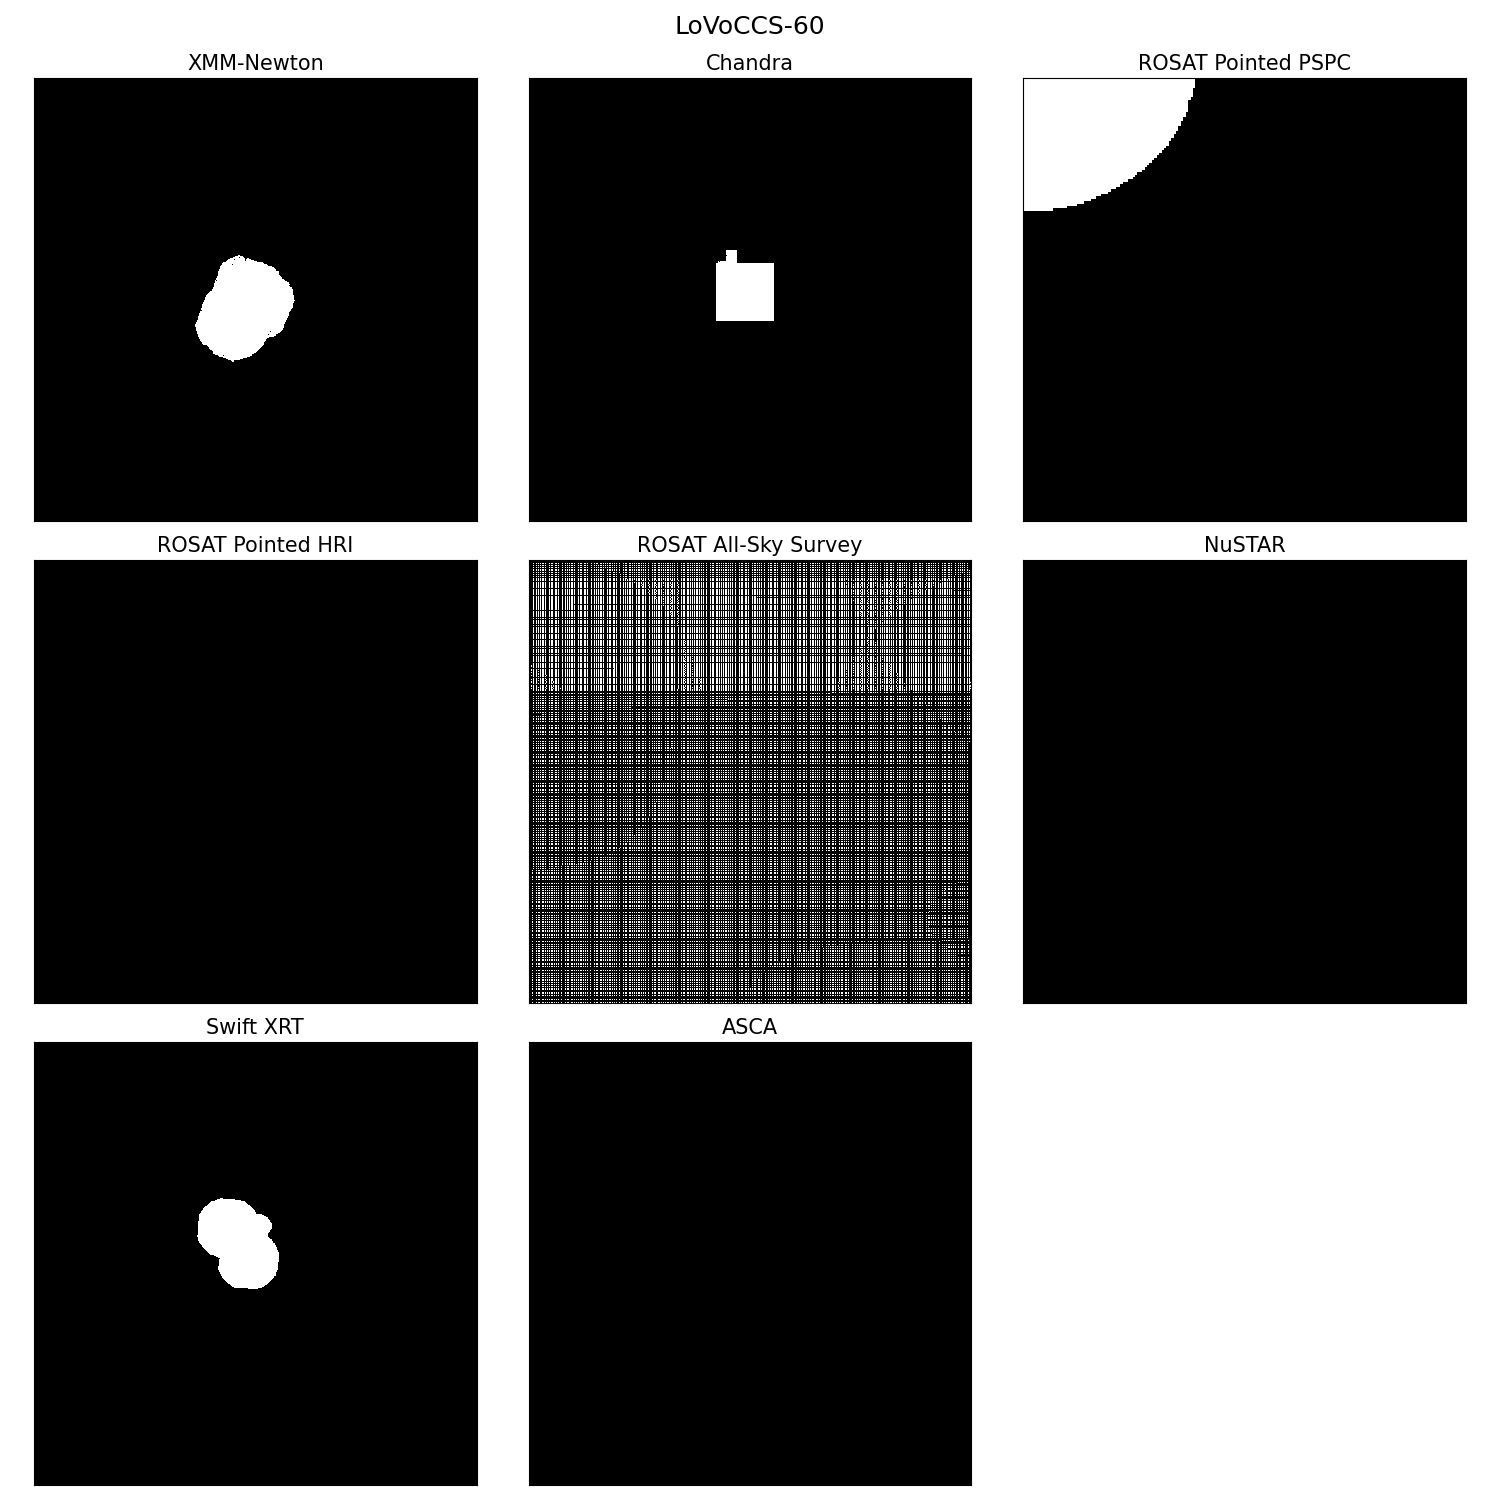 LoVoCCS-60
XMM-Newton
Chandra
ROSAT Pointed PSPC
ROSAT Pointed HRI
ROSAT All-Sky Survey
NuSTAR
Swift XRT
ASCA